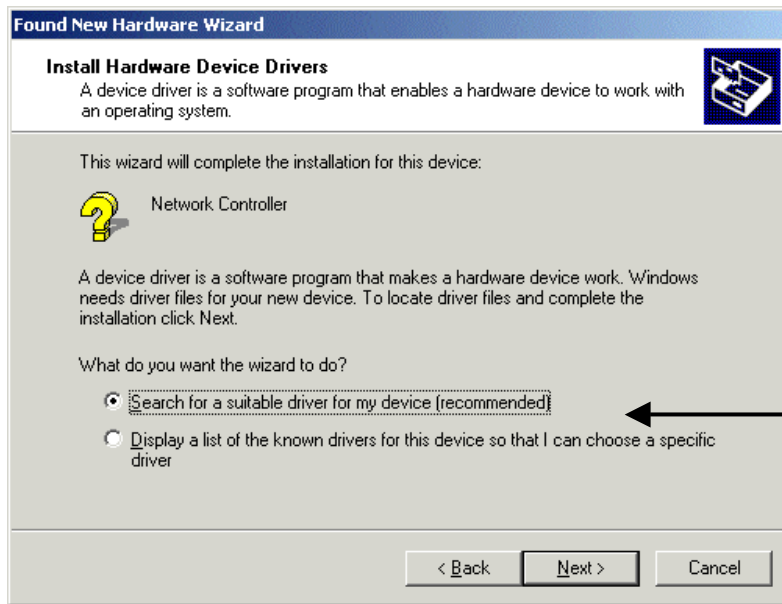 Found New Hardware Wizard
Install Hardware Device Drivers
A device driver is a software program that enables a hardware device to work with
an operating system.
This wizard will complete the installation for this device:
Network Controller
A device driver is a software program that makes a hardware device work. Windows
needs driver files for your new device. To locate driver files and complete the
installation click Next.
What do you want the wizard to do?
Search for a suitable driver for my device (recommended)
Display a list of the known drivers for this device so that I can choose a specific
driver
< Back Next > Cancel